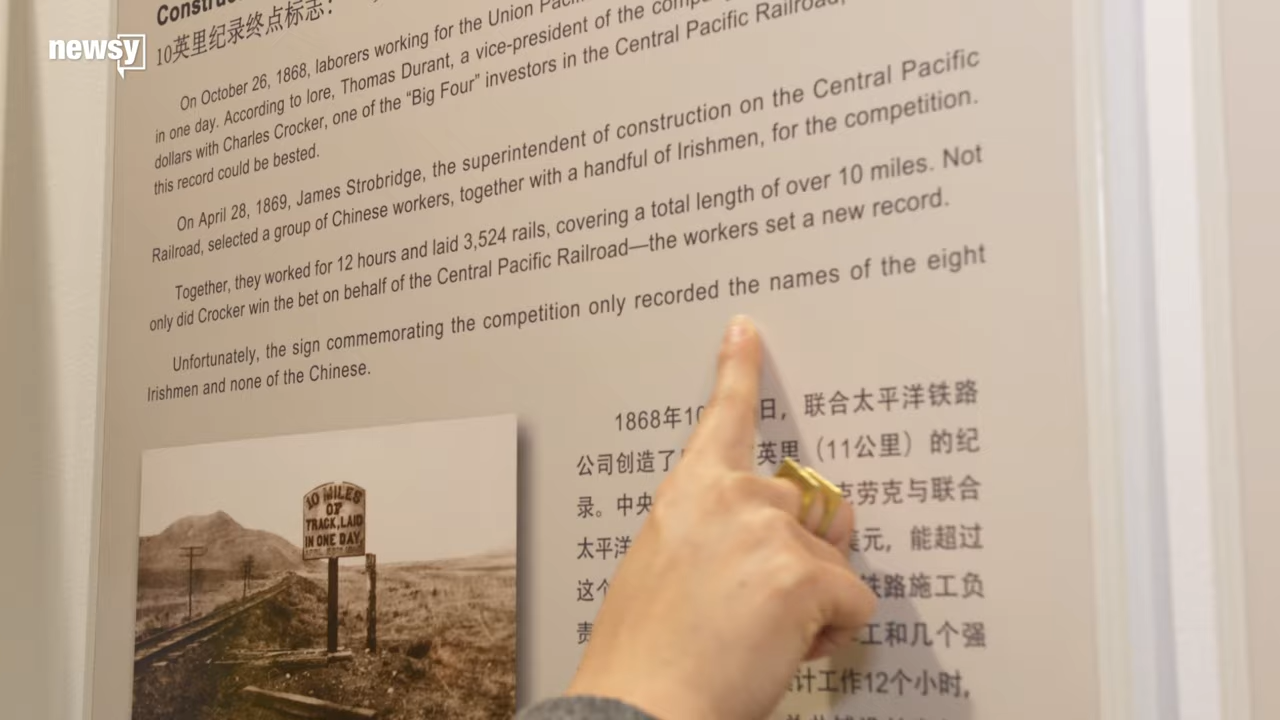 newsy
Construc
10英里纪录终点标志：
On October 26, 1868, laborers working for the Union Paci
in one day. According to lore, Thomas Durant, a vice-president of the comp
dollars with Charles Crocker, one of the “Big Four” investors in the Central Pacific Railroad,
this record could be bested.
On April 28, 1869, James Strobridge, the superintendent of construction on the Central Pacific
Railroad, selected a group of Chinese workers, together with a handful of Irishmen, for the competition.
Together, they worked for 12 hours and laid 3,524 rails, covering a total length of over 10 miles. Not
only did Crocker win the bet on behalf of the Central Pacific Railroad—the workers set a new record.
Unfortunately, the sign commemorating the competition only recorded the names of the eight
Irishmen and none of the Chinese.
10 MILES
OF
TRACK, LAID
IN ONE DAY.
1868年10 日，联合太平洋铁路
公司创造了 英里（11公里）的纪
录。中央 克劳克与联合
太平洋 美元，能超过
这个 铁路施工负
责 工和几个强
计工作12个小时，